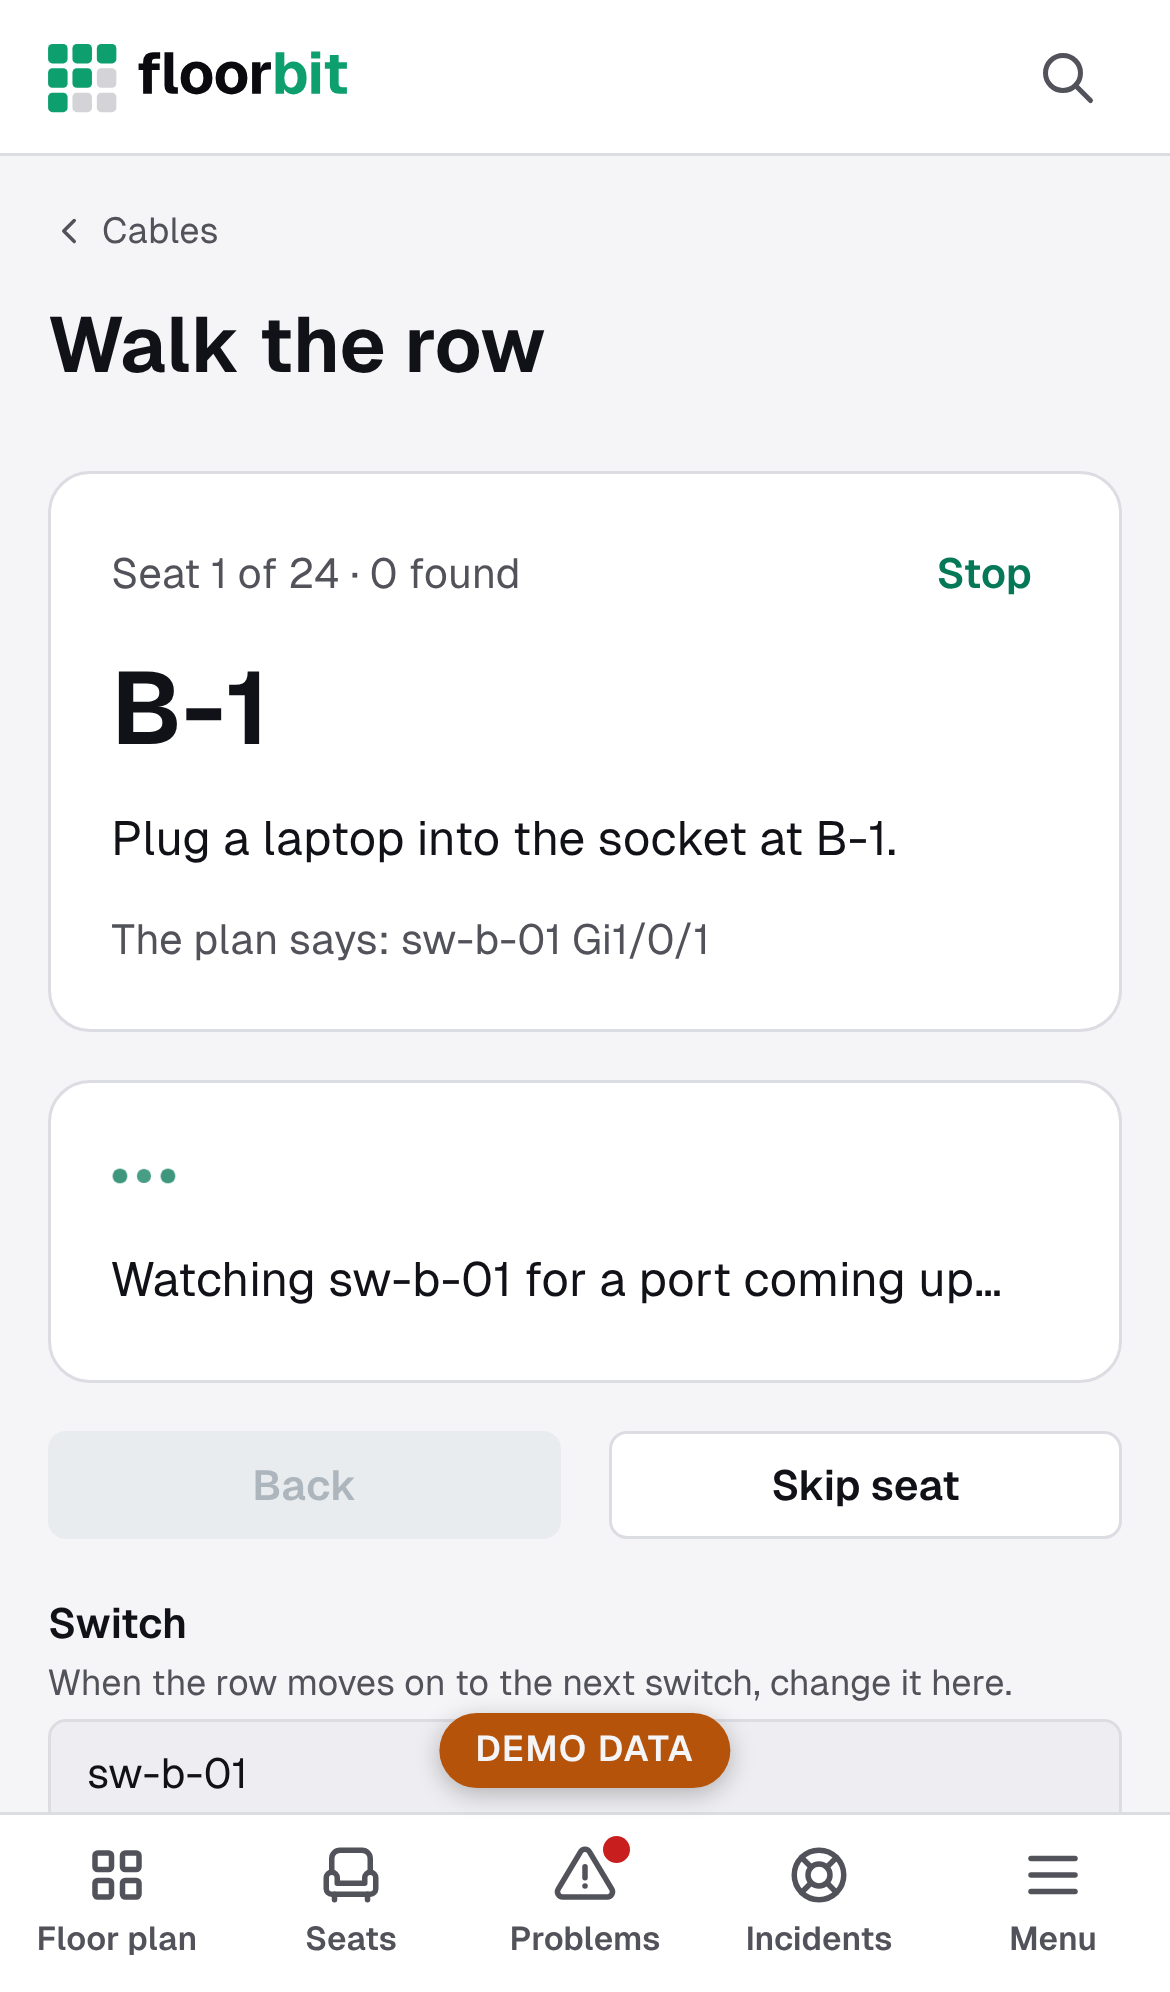 floorbit
Cables
Walk the row
Seat 1 of 24 · 0 found
Stop
B-1
Plug a laptop into the socket at B-1.
The plan says: sw-b-01 Gi1/0/1
Watching sw-b-01 for a port coming up...
Back
Skip seat
Switch
When the row moves on to the next switch, change it here.
sw-b-01
DEMO DATA
Floor plan
Seats
Problems
Incidents
Menu